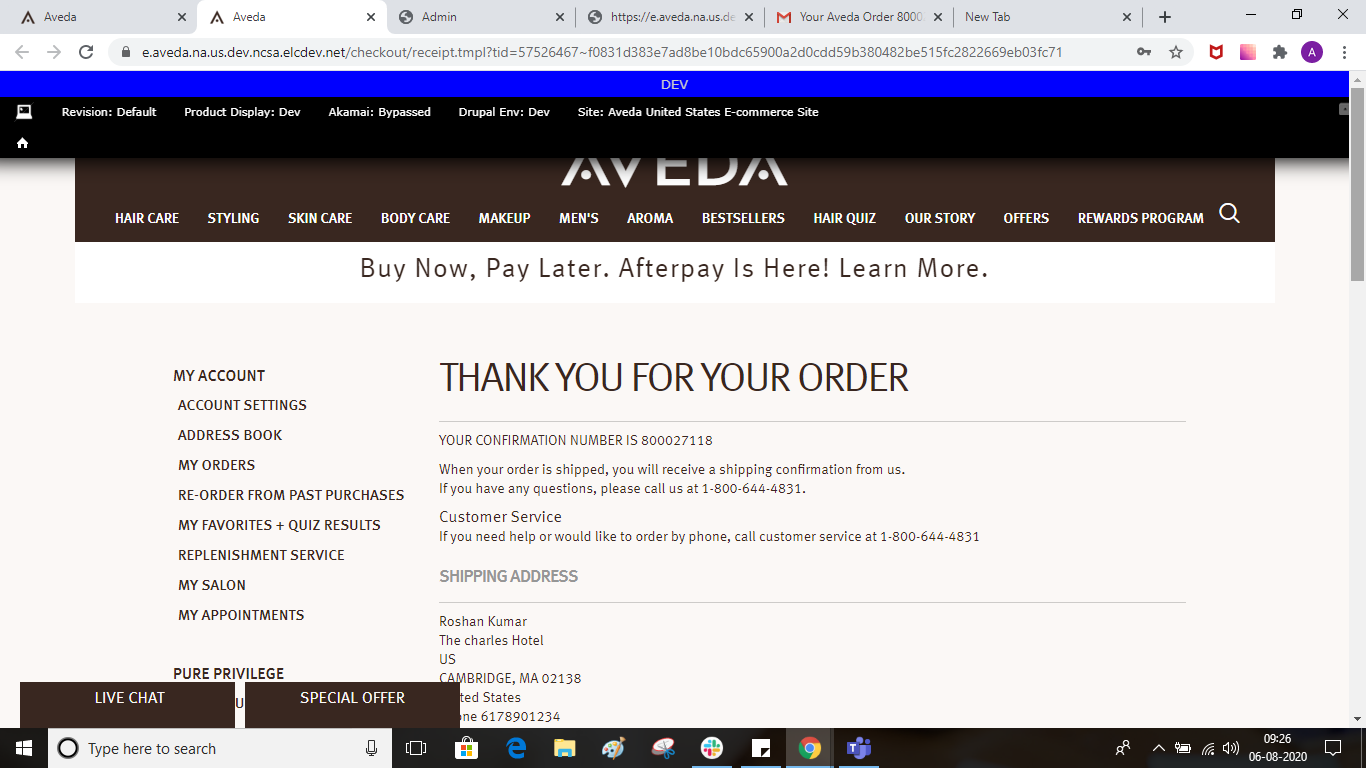 Aveda
Aveda
Admin
https://e.aveda.na.us.de
Your Aveda Order 8000
New Tab
e.aveda.na.us.dev.ncsa.elcdev.net/checkout/receipt.tmpl?tid=57526467~f0831d383e7ad8be10bdc65900a2d0cdd59b380482be515fc2822669eb03fc71
A
DEV
Revision: Default
Product Display: Dev
Akamai: Bypassed
Drupal Env: Dev
Site: Aveda United States E-commerce Site
AVEDA
HAIR CARE
STYLING
SKIN CARE
BODY CARE
MAKEUP
MEN'S
AROMA
BESTSELLERS
HAIR QUIZ
OUR STORY
OFFERS
REWARDS PROGRAM
Buy Now, Pay Later. Afterpay Is Here! Learn More.
MY ACCOUNT
ACCOUNT SETTINGS
ADDRESS BOOK
MY ORDERS
RE-ORDER FROM PAST PURCHASES
MY FAVORITES + QUIZ RESULTS
REPLENISHMENT SERVICE
MY SALON
MY APPOINTMENTS
PURE PRIVILEGE
LIVE CHAT
SPECIAL OFFER
THANK YOU FOR YOUR ORDER
YOUR CONFIRMATION NUMBER IS 800027118
When your order is shipped, you will receive a shipping confirmation from us.
If you have any questions, please call us at 1-800-644-4831.
Customer Service
If you need help or would like to order by phone, call customer service at 1-800-644-4831
SHIPPING ADDRESS
Roshan Kumar
The charles Hotel
US
CAMBRIDGE, MA 02138
States
6178901234
Type here to search
09:26
06-08-2020